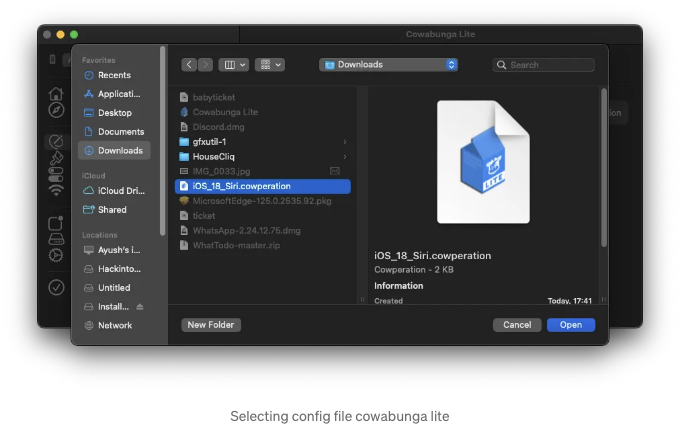 Cowabunga Lite
Favorites
Recents
Applicati...
Desktop
Documents
Downloads
iCloud
iCloud Dri...
Shared
Locations
Ayush's i...
Hackinto...
Untitled
Install...
Network
Downloads
Search
babyticket
Cowabunga Lite
Discord.dmg
gfxutil-1
HouseCliq
IMG_0033.jpg
iOS_18_Siri.cowperation
MicrosoftEdge-125.0.2535.92.pkg
ticket
WhatsApp-2.24.12.75.dmg
WhatTodo-master.zip
LITE
iOS_18_Siri.cowperation
Cowperation - 2 KB
Information
Created
Today, 17:41
New Folder
Cancel
Open
Selecting config file cowabunga lite